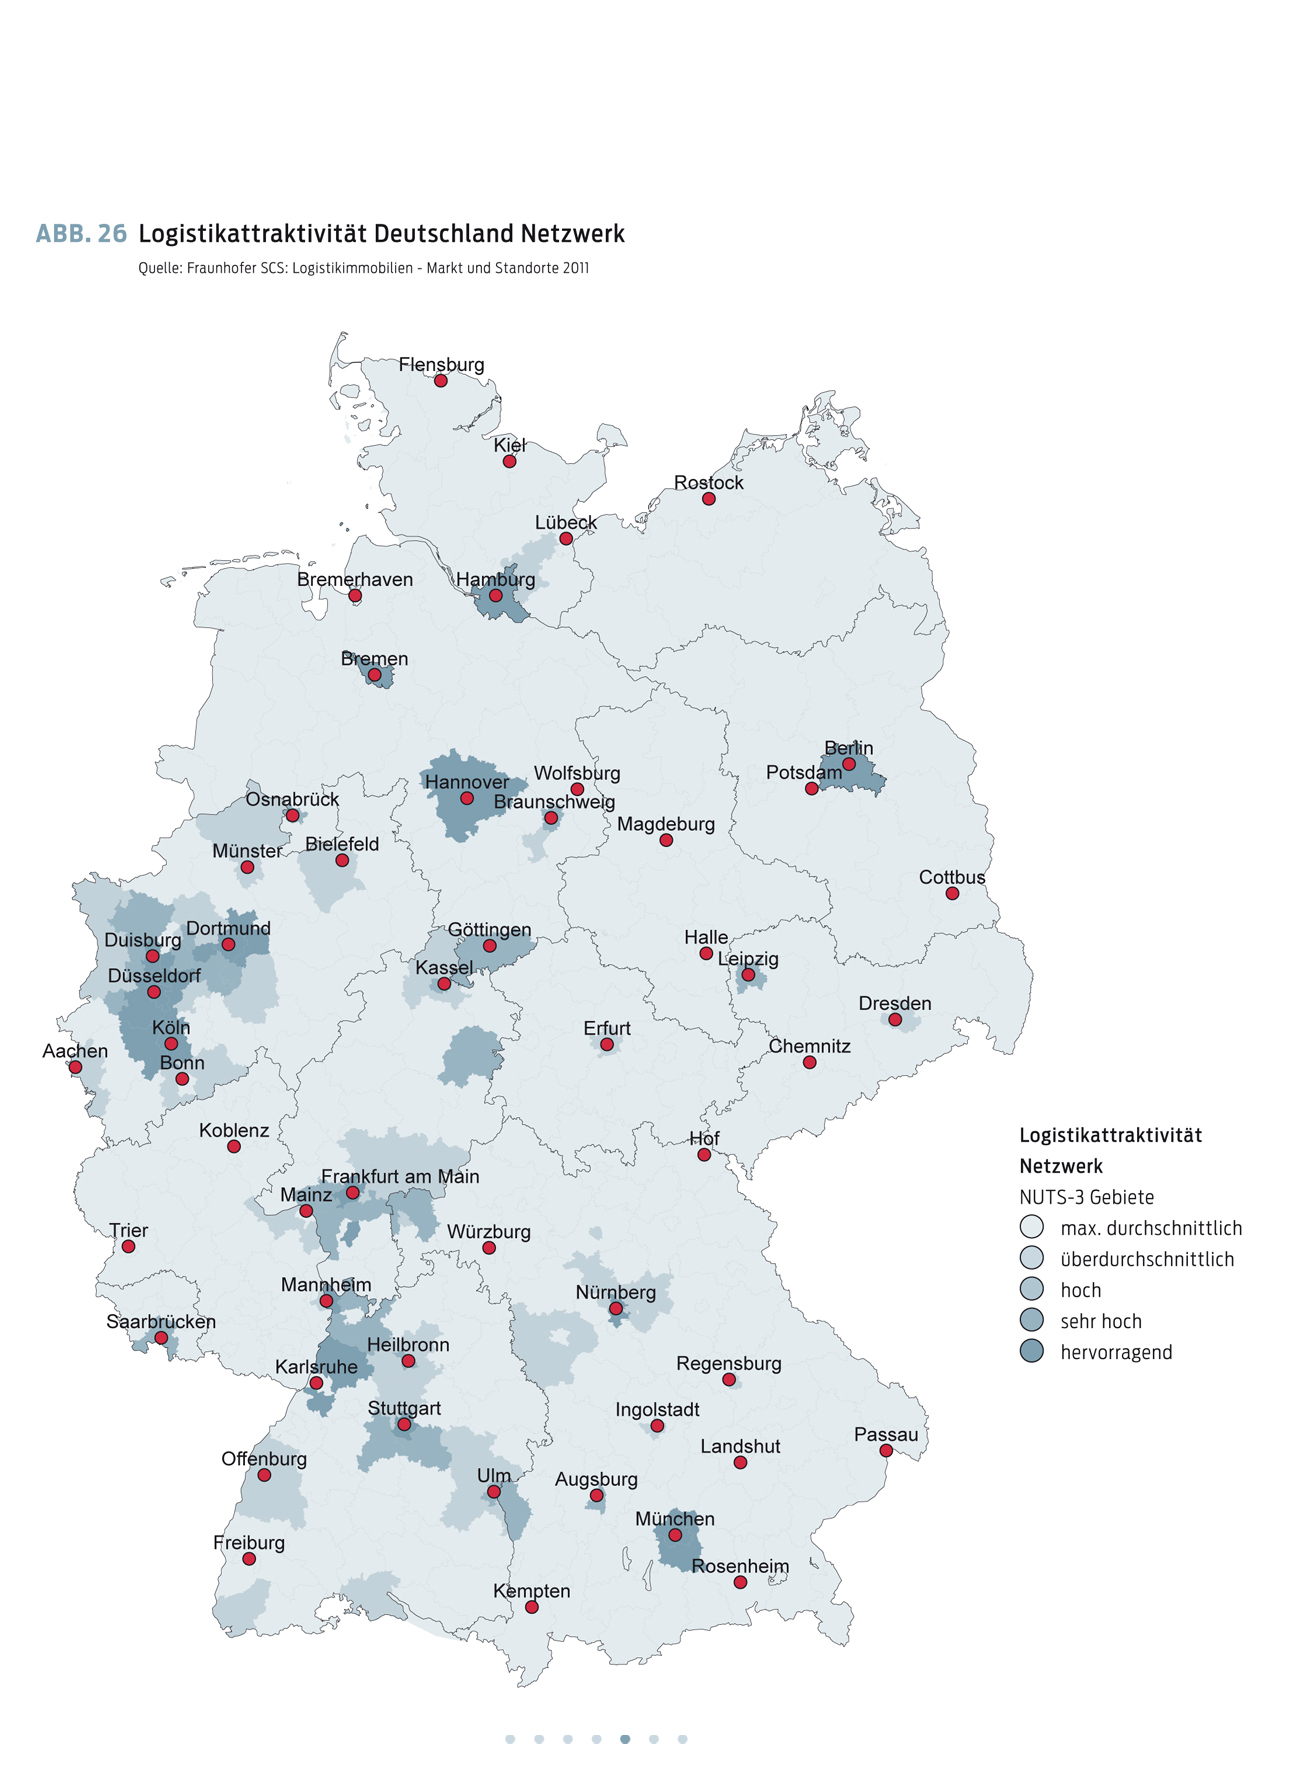 ABB. 26 Logistikattraktivität Deutschland Netzwerk
Quelle: Fraunhofer SCS: Logistikimmobilien - Markt und Standorte 2011
Flensburg
Kiel
Rostock
Lübeck
Bremerhaven
Hamburg
Bremen
Berlin
Potsdam
Hannover
Wolfsburg
Braunschweig
Osnabrück
Magdeburg
Münster
Bielefeld
Cottbus
Dortmund
Göttingen
Duisburg
Halle
Leipzig
Kassel
Düsseldorf
Dresden
Köln
Erfurt
Chemnitz
Aachen
Bonn
Koblenz
Hof
Logistikattraktivität
Netzwerk
NUTS-3 Gebiete
max. durchschnittlich
überdurchschnittlich
hoch
sehr hoch
hervorragend
Frankfurt am Main
Mainz
Trier
Würzburg
Mannheim
Nürnberg
Saarbrücken
Heilbronn
Karlsruhe
Regensburg
Stuttgart
Ingolstadt
Passau
Landshut
Offenburg
Ulm
Augsburg
München
Freiburg
Rosenheim
Kempten